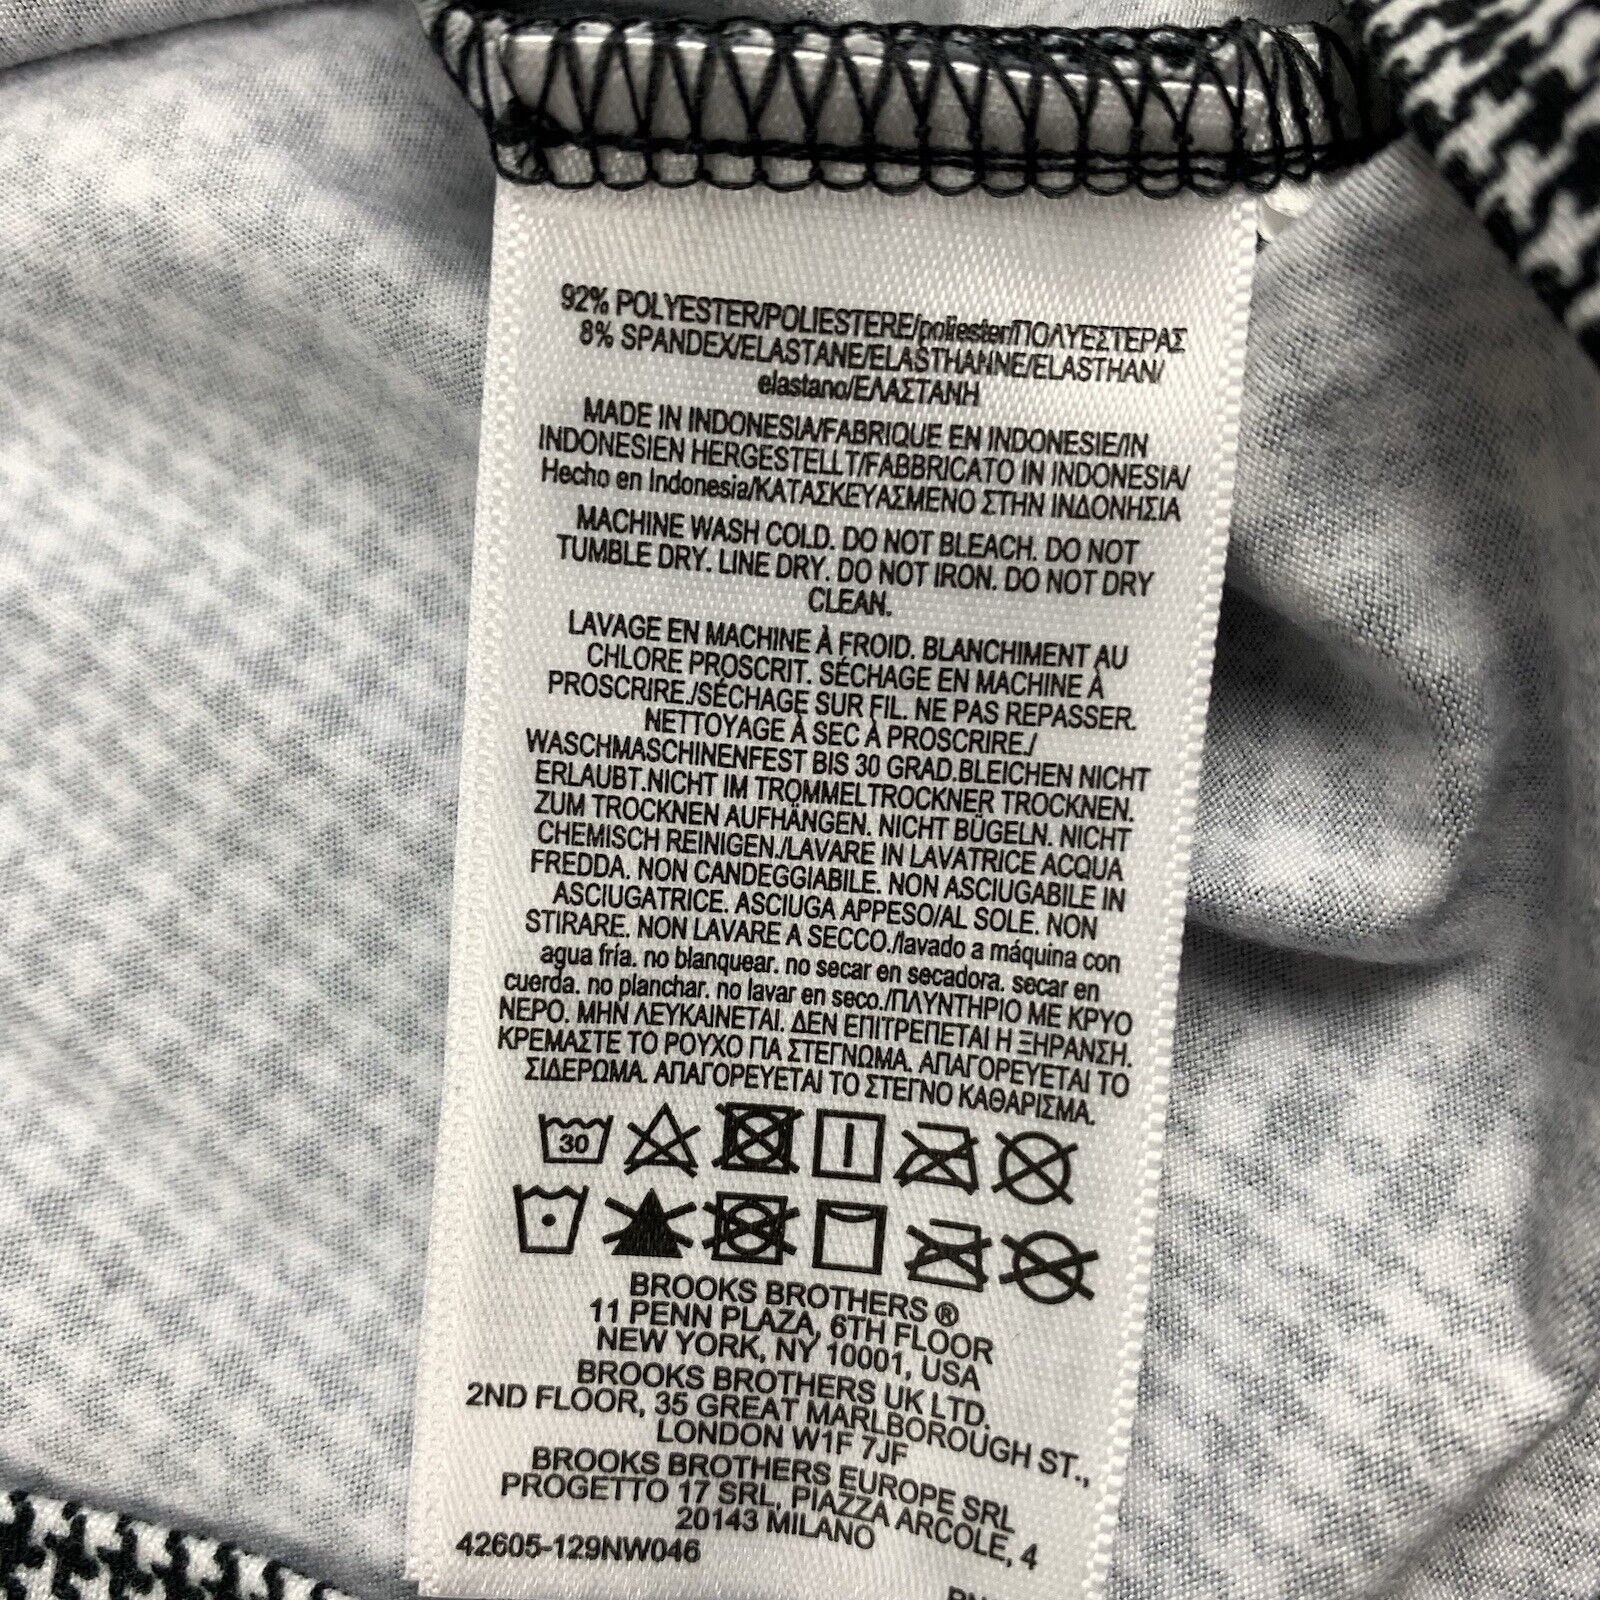 92% POLYESTER/POLIESTERE/poliester/ΠΟΛΥΕΣΤΕΡΑΣ
8% SPANDEX/ELASTANE/ELASTHANNE/ELASTHAN/
elastano/ΕΛΑΣΤΑΝΗ
MADE IN INDONESIA/FABRIQUE EN INDONESIE/IN
INDONESIEN HERGESTELLT/FABBRICATO IN INDONESIA/
Hecho en Indonesia/ΚΑΤΑΣΚΕΥΑΣΜΕΝΟ ΣΤΗΝ ΙΝΔΟΝΗΣΙΑ
MACHINE WASH COLD. DO NOT BLEACH. DO NOT
TUMBLE DRY. LINE DRY. DO NOT IRON. DO NOT DRY
CLEAN.
LAVAGE EN MACHINE À FROID. BLANCHIMENT AU
CHLORE PROSCRIT. SÉCHAGE EN MACHINE À
PROSCRIRE./SÉCHAGE SUR FIL. NE PAS REPASSER.
NETTOYAGE À SEC À PROSCRIRE./
WASCHMASCHINENFEST BIS 30 GRAD.BLEICHEN NICHT
ERLAUBT.NICHT IM TROMMELTROCKNER TROCKNEN.
ZUM TROCKNEN AUFHÄNGEN. NICHT BÜGELN. NICHT
CHEMISCH REINIGEN./LAVARE IN LAVATRICE ACQUA
FREDDA. NON CANDEGGIABILE. NON ASCIUGABILE IN
ASCIUGATRICE. ASCIUGA APPESO/AL SOLE. NON
STIRARE. NON LAVARE A SECCO./lavado a máquina con
agua fría. no blanquear. no secar en secadora. secar en
cuerda. no planchar. no lavar en seco./ΠΛΥΝΤΗΡΙΟ ΜΕ ΚΡΥΟ
ΝΕΡΟ. ΜΗΝ ΛΕΥΚΑΙΝΕΤΑΙ. ΔΕΝ ΕΠΙΤΡΕΠΕΤΑΙ Η ΞΗΡΑΝΣΗ.
ΚΡΕΜΑΣΤΕ ΤΟ ΡΟΥΧΟ ΓΙΑ ΣΤΕΓΝΩΜΑ. ΑΠΑΓΟΡΕΥΕΤΑΙ ΤΟ
ΣΙΔΕΡΩΜΑ. ΑΠΑΓΟΡΕΥΕΤΑΙ ΤΟ ΣΤΕΓΝΟ ΚΑΘΑΡΙΣΜΑ.
30
BROOKS BROTHERS ®
11 PENN PLAZA, 6TH FLOOR
NEW YORK, NY 10001, USA
BROOKS BROTHERS UK LTD.
2ND FLOOR, 35 GREAT MARLBOROUGH ST.,
LONDON W1F 7JF
BROOKS BROTHERS EUROPE SRL
PROGETTO 17 SRL, PIAZZA ARCOLE, 4
20143 MILANO
42605-129NW046